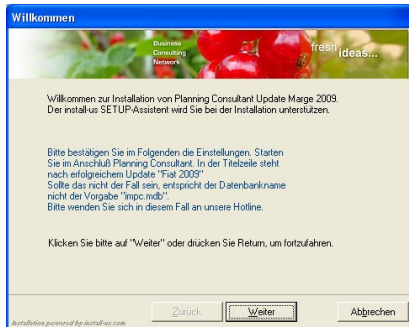 Willkommen
Business
Consulting
Network
fresh ideas...
Willkommen zur Installation von Planning Consultant Update Marge 2009.
Der install-us SETUP-Assistent wird Sie bei der Installation unterstützen.
Bitte bestätigen Sie im Folgenden die Einstellungen. Starten
Sie im Anschluß Planning Consultant. In der Titelzeile steht
nach erfolgreichem Update "Fiat 2009"
Sollte das nicht der Fall sein, entspricht der Datenbankname
nicht der Vorgabe "impc.mdb".
Bitte wenden Sie sich in diesem Fall an unsere Hotline.
Klicken Sie bitte auf "Weiter" oder drücken Sie Return, um fortzufahren.
Installation powered by install-us.com
Zurück
Weiter
Abbrechen